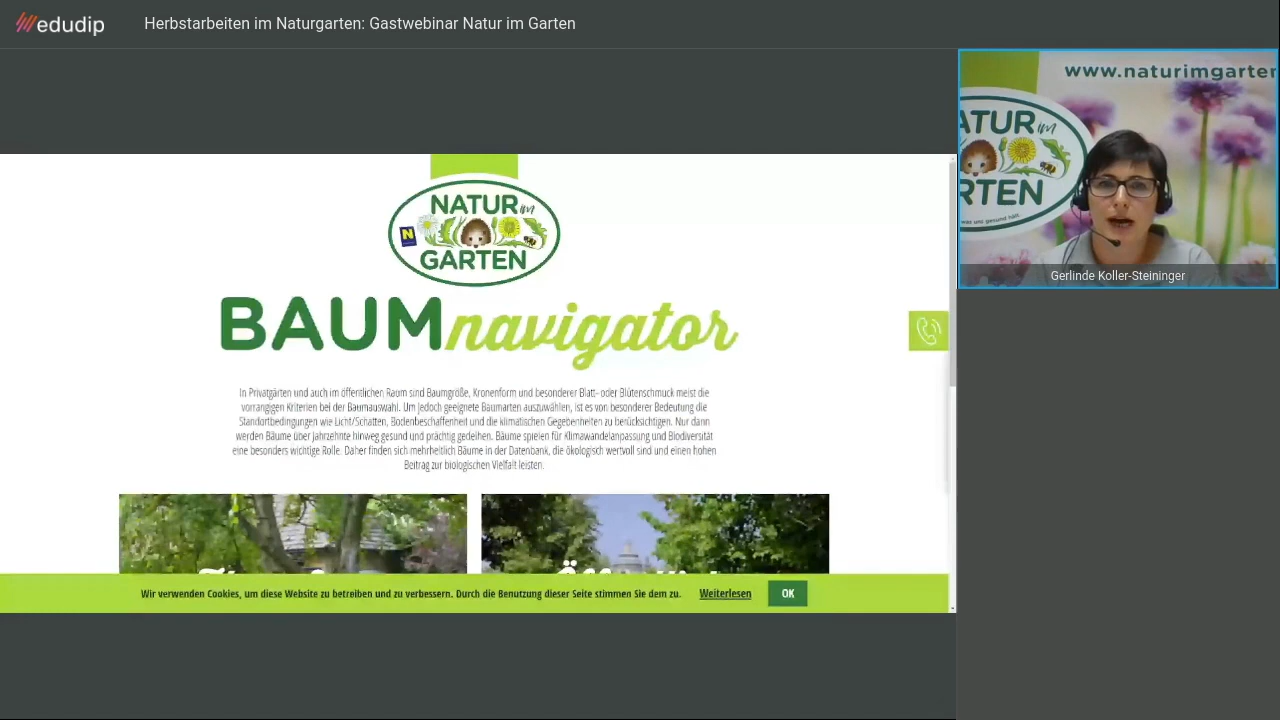 edudip
Herbstarbeiten im Naturgarten: Gastwebinar Natur im Garten
www.naturimgarten
ATUR im
RTEN
wer uns gesund hält
Gerlinde Koller-Steininger
NATUR im
N
GARTEN
BAUMnavigator
In Privatgärten und auch im öffentlichen Raum sind Baumgröße, Kronenform und besonderer Blatt- oder Blütenschmuck meist die
vorrangigen Kriterien bei der Baumauswahl. Um jedoch geeignete Baumarten auszuwählen, ist es von besonderer Bedeutung die
Standortbedingungen wie Licht/Schatten, Bodenbeschaffenheit und die klimatischen Gegebenheiten zu berücksichtigen. Nur dann
werden Bäume über Jahrzehnte hinweg gesund und prächtig gedeihen. Bäume spielen für Klimawandelanpassung und Biodiversität
eine besonders wichtige Rolle. Daher finden sich mehrheitlich Bäume in der Datenbank, die ökologisch wertvoll sind und einen hohen
Beitrag zur biologischen Vielfalt leisten.
Wir verwenden Cookies, um diese Website zu betreiben und zu verbessern. Durch die Benutzung dieser Seite stimmen Sie dem zu. Weiterlesen OK